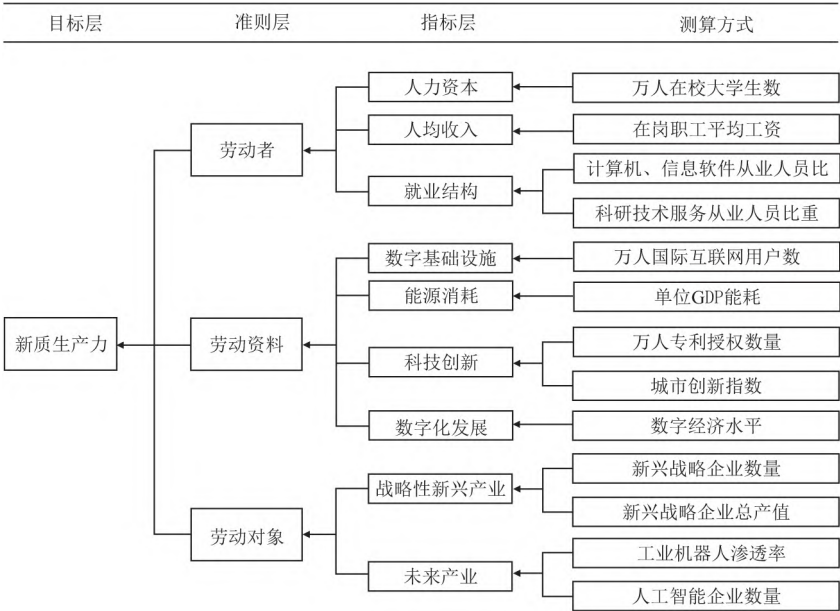 目标层 准则层 指标层 测算方式
人力资本 万人在校大学生数
人均收入 在岗职工平均工资
劳动者
计算机、信息软件从业人员比
就业结构
科研技术服务从业人员比重
数字基础设施 万人国际互联网用户数
能源消耗 单位GDP能耗
新质生产力 劳动资料
万人专利授权数量
科技创新
城市创新指数
数字化发展 数字经济水平
新兴战略企业数量
战略性新兴产业
新兴战略企业总产值
劳动对象
工业机器人渗透率
未来产业
人工智能企业数量